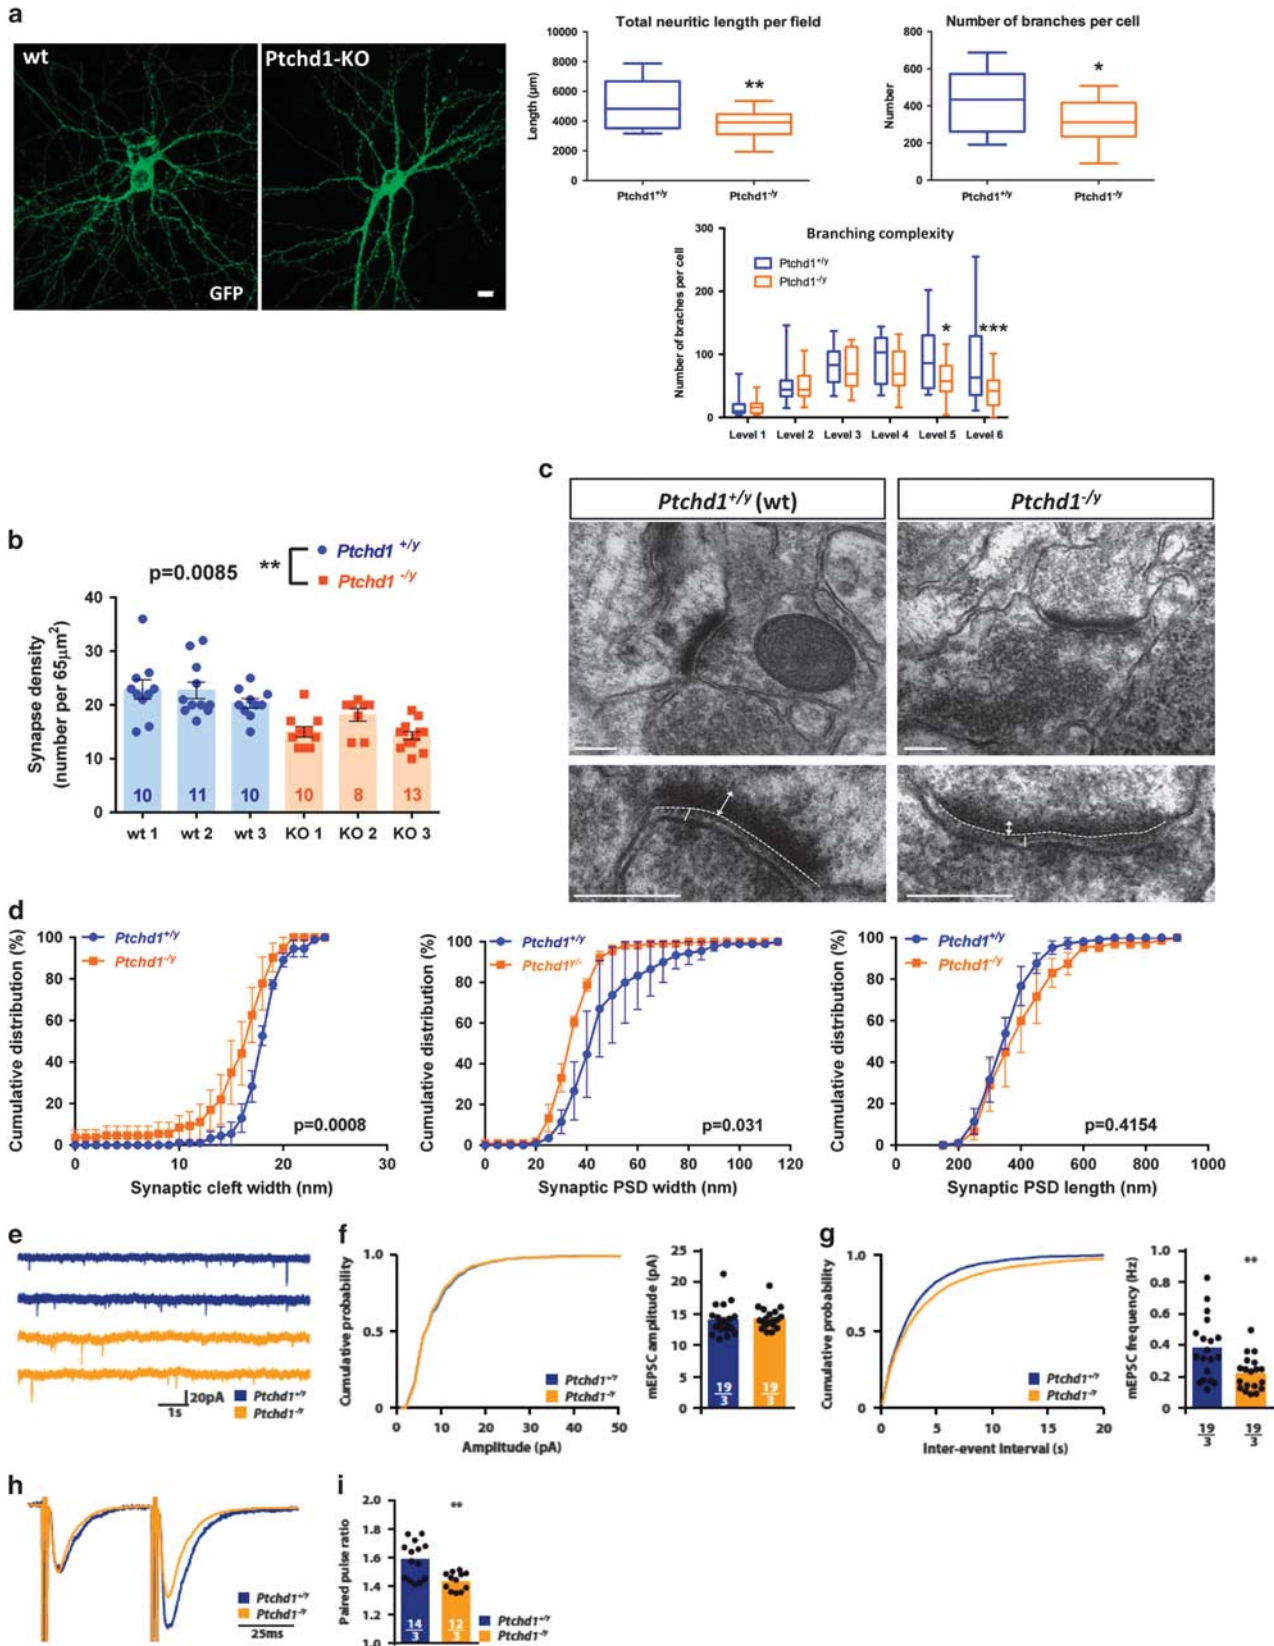 a
wt
Ptchd1-KO
GFP
Total neuritic length per field
Length (µm)
10000
8000
6000
4000
2000
0
**
Ptchd1+/y
Ptchd1-/y
Number of branches per cell
Number
800
600
400
200
0
*
Ptchd1+/y
Ptchd1-/y
Branching complexity
Number of braches per cell
300
200
100
0
Ptchd1+/y
Ptchd1-/y
*
***
Level 1 Level 2 Level 3 Level 4 Level 5 Level 6
b
p=0.0085
**
Ptchd1 +/y
Ptchd1 -/y
Synapse density
(number per 65µm2)
40
30
20
10
0
10 11 10 10 8 13
wt 1 wt 2 wt 3 KO 1 KO 2 KO 3
c
Ptchd1+/y (wt)
Ptchd1-/y
d
Cumulative distribution (%)
100
80
60
40
20
0
Ptchd1+/y
Ptchd1-/y
p=0.0008
0 10 20 30
Synaptic cleft width (nm)
Cumulative distribution (%)
100
80
60
40
20
0
Ptchd1+/y
Ptchd1y/-
p=0.031
0 20 40 60 80 100 120
Synaptic PSD width (nm)
Cumulative distribution (%)
100
80
60
40
20
0
Ptchd1+/y
Ptchd1-/y
p=0.4154
0 200 400 600 800 1000
Synaptic PSD length (nm)
e
20pA
1s
Ptchd1+/y
Ptchd1-/y
f
Cumulative probability
1.0
0.5
0
Ptchd1+/y
Ptchd1-/y
0 10 20 30 40 50
Amplitude (pA)
mEPSC amplitude (pA)
25
20
15
10
5
0
19 19
3 3
g
Cumulative probability
1.0
0.5
0
Ptchd1+/y
Ptchd1-/y
0 5 10 15 20
Inter-event interval (s)
mEPSC frequency (Hz)
1.0
0.8
0.6
0.4
0.2
0
**
19 19
3 3
h
Ptchd1+/y
Ptchd1-/y
25ms
i
Paired pulse ratio
2.0
1.8
1.6
1.4
1.2
1.0
**
14 12
3 3
Ptchd1+/y
Ptchd1-/y